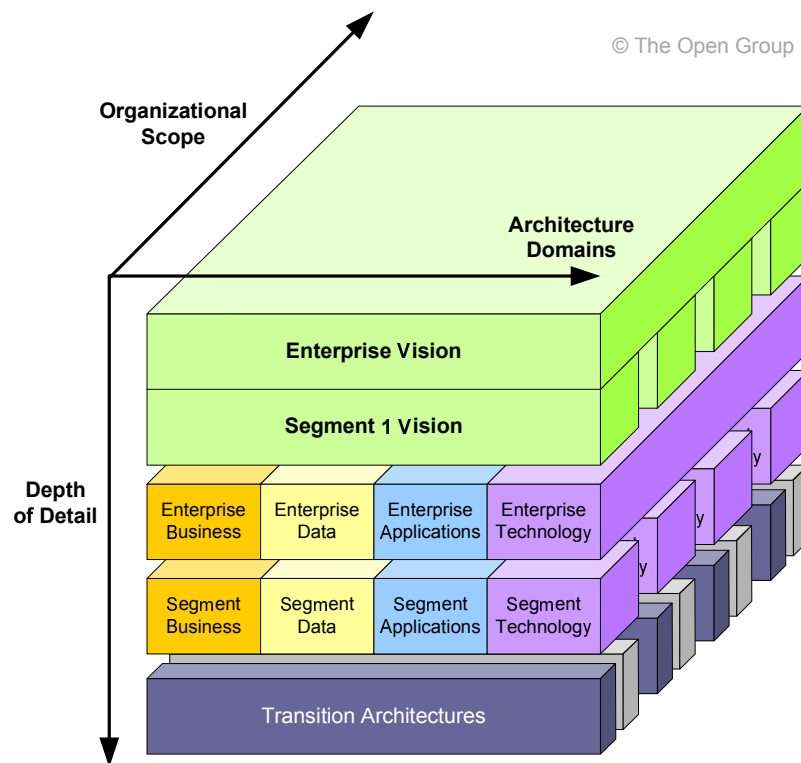 © The Open Group
Organizational
Scope
Architecture
Domains
Enterprise Vision
Segment 1 Vision
Depth
of Detail
Enterprise
Business
Enterprise
Data
Enterprise
Applications
Enterprise
Technology
Segment
Business
Segment
Data
Segment
Applications
Segment
Technology
Transition Architectures